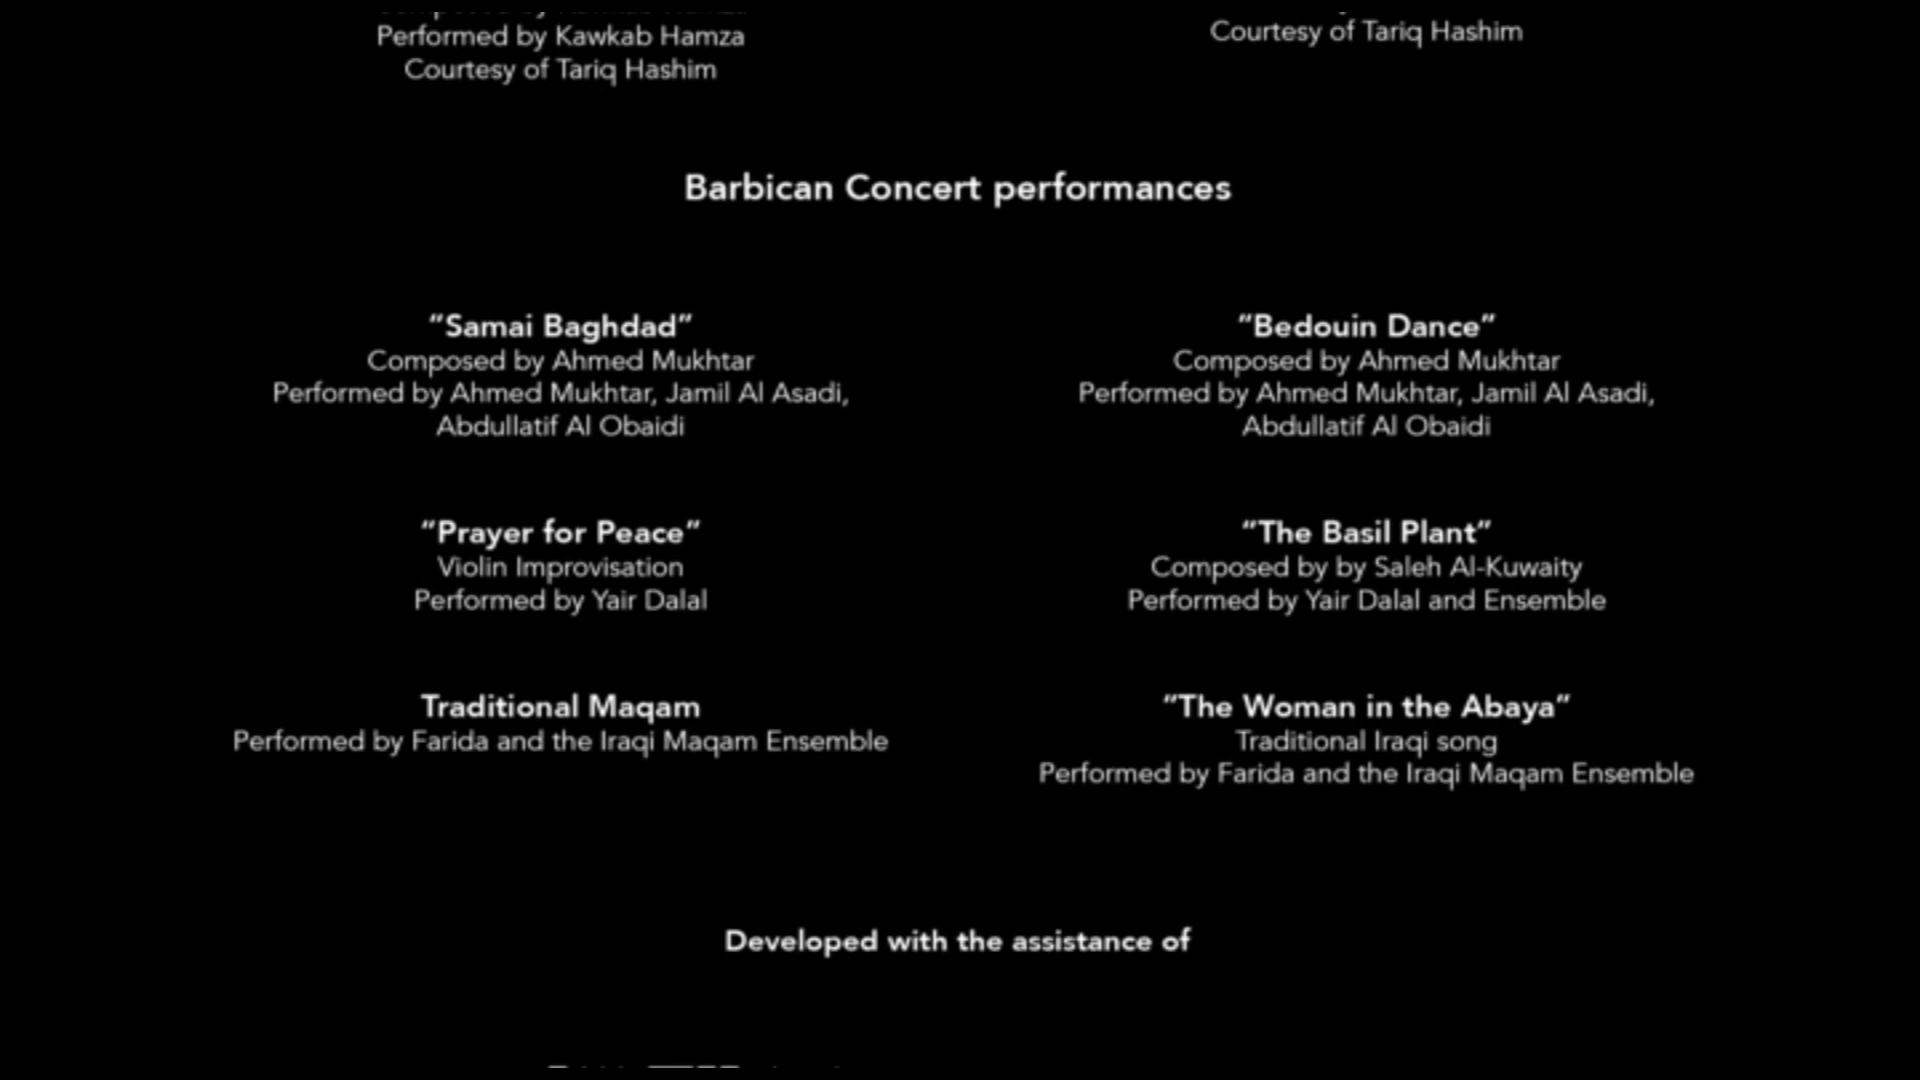 Performed by Kawkab Hamza
Courtesy of Tariq Hashim
Courtesy of Tariq Hashim
Barbican Concert performances
“Samai Baghdad”
Composed by Ahmed Mukhtar
Performed by Ahmed Mukhtar, Jamil Al Asadi,
Abdullatif Al Obaidi
“Bedouin Dance”
Composed by Ahmed Mukhtar
Performed by Ahmed Mukhtar, Jamil Al Asadi,
Abdullatif Al Obaidi
“Prayer for Peace”
Violin Improvisation
Performed by Yair Dalal
“The Basil Plant”
Composed by by Saleh Al-Kuwaity
Performed by Yair Dalal and Ensemble
Traditional Maqam
Performed by Farida and the Iraqi Maqam Ensemble
“The Woman in the Abaya”
Traditional Iraqi song
Performed by Farida and the Iraqi Maqam Ensemble
Developed with the assistance of